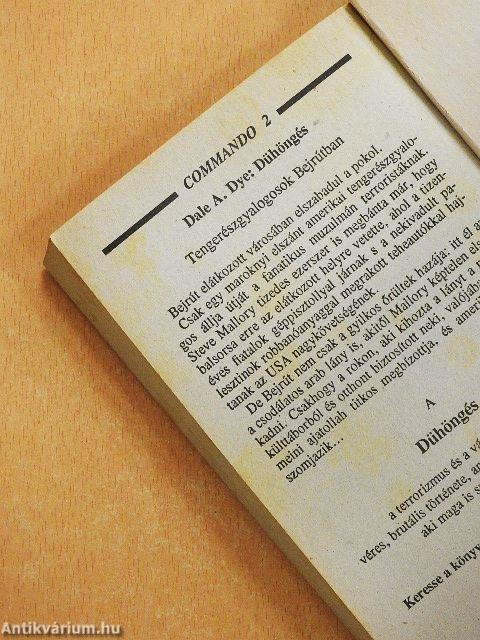 COMMANDO 2
Dale A. Dye: Dühöngés
Tengerészgyalogosok Bejrútban
Bejrút elátkozott városában elszabadul a pokol.
Csak egy maroknyi elszánt amerikai tengerészgyalo-
gos állja útját a fanatikus muzulmán terroristáknak.
Steve Mallory tizedes ezerszer is megbánta már, hogy
balsorsa erre az elátkozott helyre vetette, ahol a tizen-
éves fiatalok géppisztollyal járnak s a nekivadult pa-
lesztinok robbanóanyaggal megrakott teheautókkal haj-
tanak az USA nagykövetségének.
De Bejrút nem csak a gyilkos őrültek hazája: itt él
a csodálatos arab lány is, akitől Mallory képtelen
kadni. Csakhogy a rokon, aki kihozta a lányt a
külttáborból és otthont biztosított neki, valójáb
meini ajatollah titkos megbízottja, és
szomjazik...
A
Dühöngés
a terrorizmus és a
véres, brutális története,
aki maga is
Keresse a
Antikvárium.hu